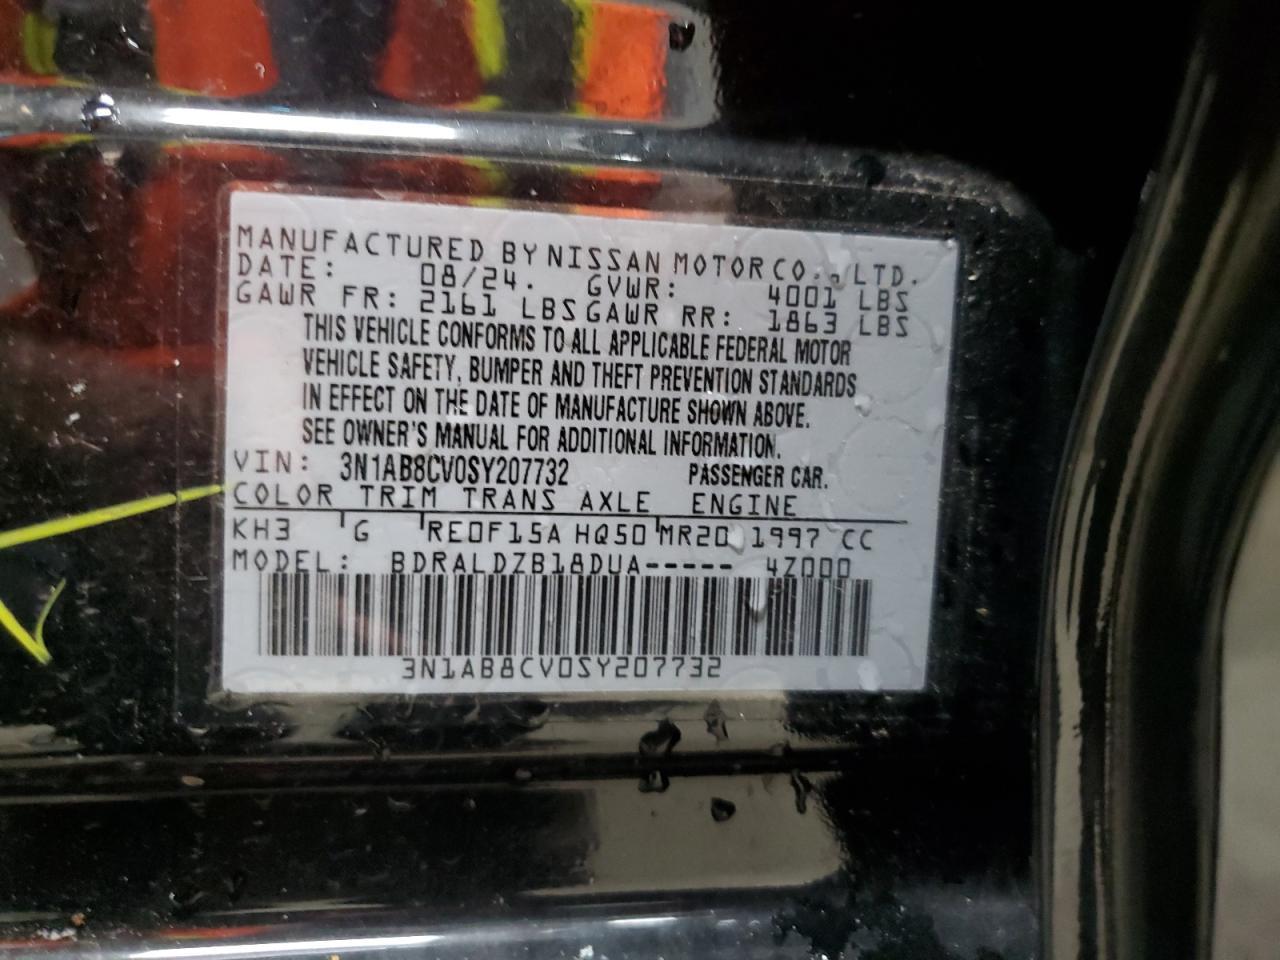 MANUFACTURED BY NISSAN MOTOR CO., LTD.
DATE: 08/24. GVWR: 4001 LBS
GAWR FR: 2161 LBS GAWR RR: 1863 LBS
THIS VEHICLE CONFORMS TO ALL APPLICABLE FEDERAL MOTOR
VEHICLE SAFETY, BUMPER AND THEFT PREVENTION STANDARDS
IN EFFECT ON THE DATE OF MANUFACTURE SHOWN ABOVE.
SEE OWNER'S MANUAL FOR ADDITIONAL INFORMATION.
VIN: 3N1AB8CV0SY207732 PASSENGER CAR.
COLOR TRIM TRANS AXLE ENGINE
KH3 G RE0F15A HQ50 MR20 1997 CC
MODEL: BDRALDZB18DUA----- 4Z000
3N1AB8CV0SY207732